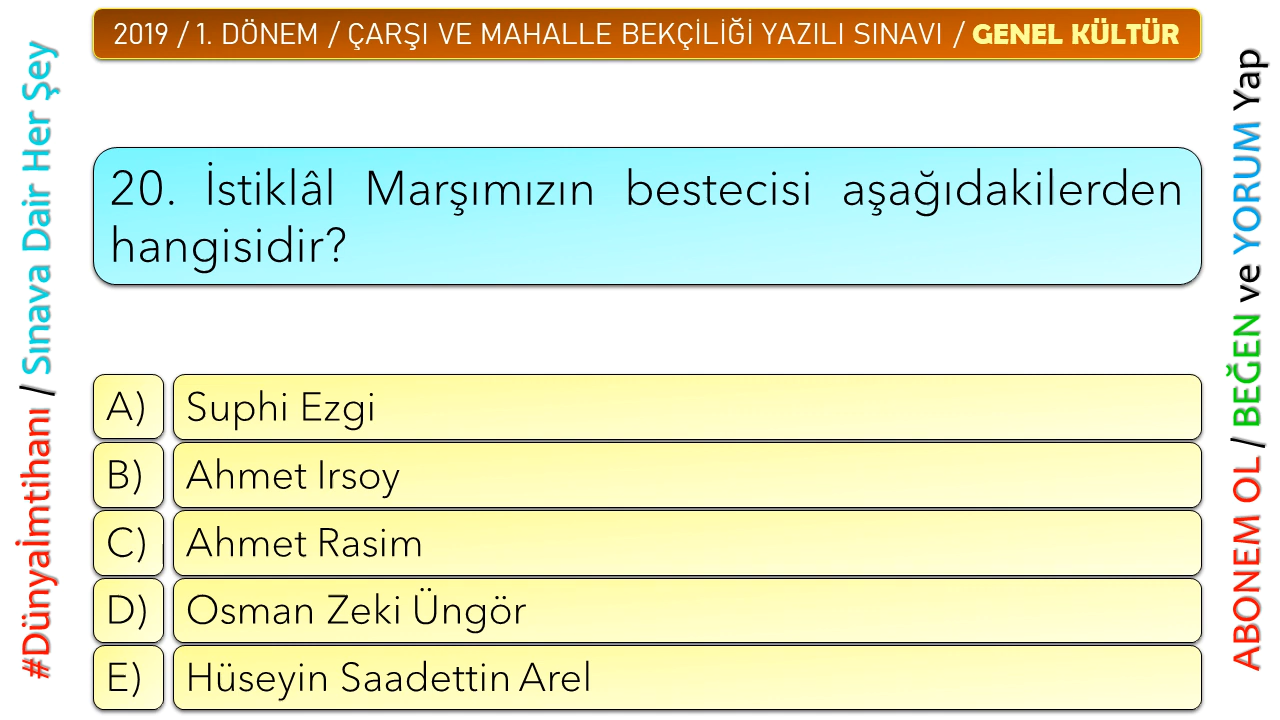 2019 / 1. DÖNEM / ÇARŞI VE MAHALLE BEKÇİLİĞİ YAZILI SINAVI / GENEL KÜLTÜR
#Dünyaİmtihanı / Sınava Dair Her Şey
20. İstiklâl Marşımızın bestecisi aşağıdakilerden
hangisidir?
A) Suphi Ezgi
B) Ahmet Irsoy
C) Ahmet Rasim
D) Osman Zeki Üngör
E) Hüseyin Saadettin Arel
ABONEM OL / BEĞEN ve YORUM Yap